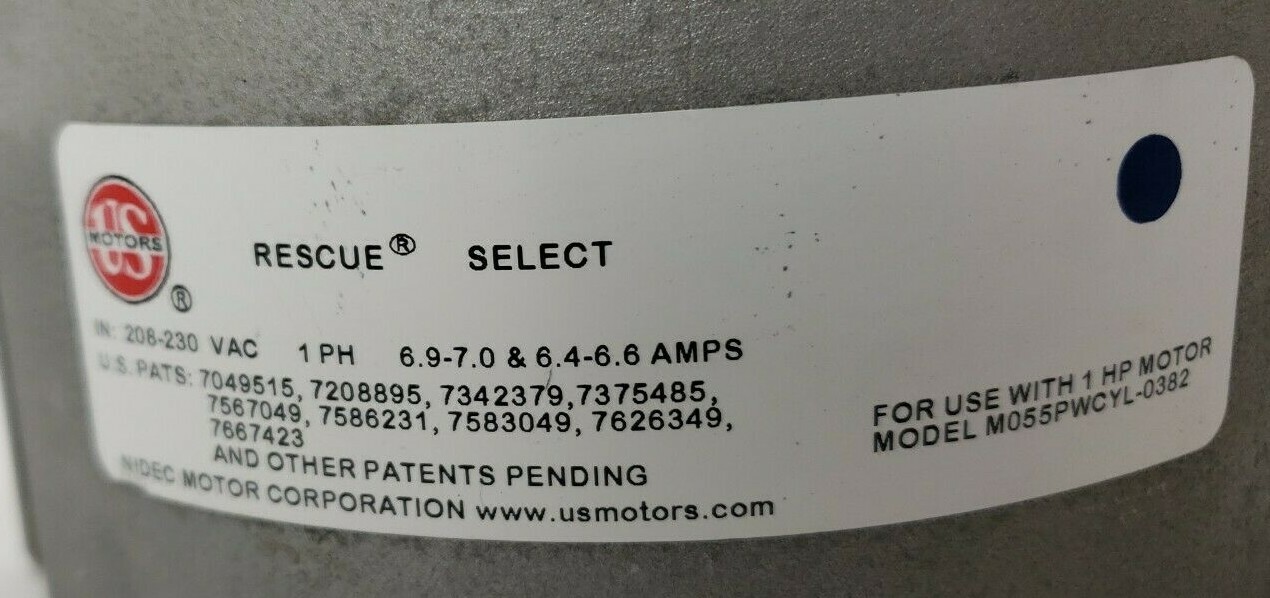 US
MOTORS
®
RESCUE® SELECT
IN: 208-230 VAC 1 PH 6.9-7.0 & 6.4-6.6 AMPS
U.S. PATS: 7049515, 7208895, 7342379,7375485,
7567049, 7586231, 7583049, 7626349,
7667423
AND OTHER PATENTS PENDING
NIDEC MOTOR CORPORATION www.usmotors.com
FOR USE WITH 1 HP MOTOR
MODEL M055PWCYL-0382